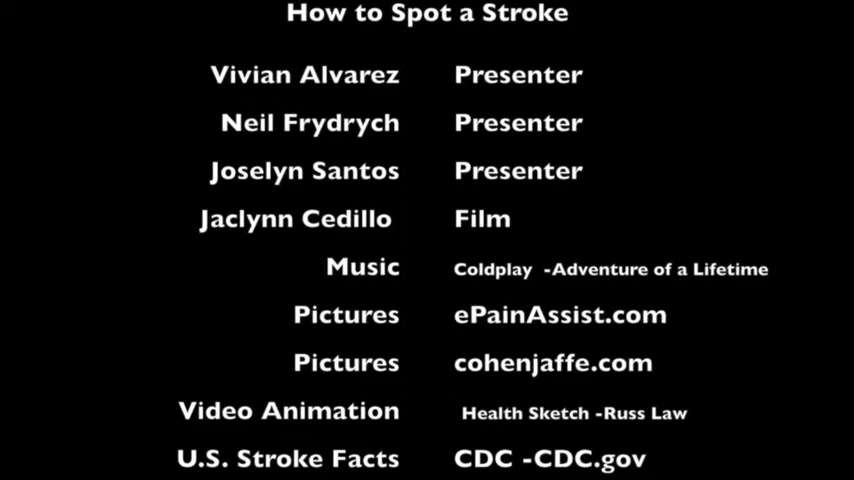 How to Spot a Stroke
Vivian Alvarez Presenter
Neil Frydrych Presenter
Joselyn Santos Presenter
Jaclynn Cedillo Film
Music Coldplay -Adventure of a Lifetime
Pictures ePainAssist.com
Pictures cohenjaffe.com
Video Animation Health Sketch -Russ Law
U.S. Stroke Facts CDC -CDC.gov